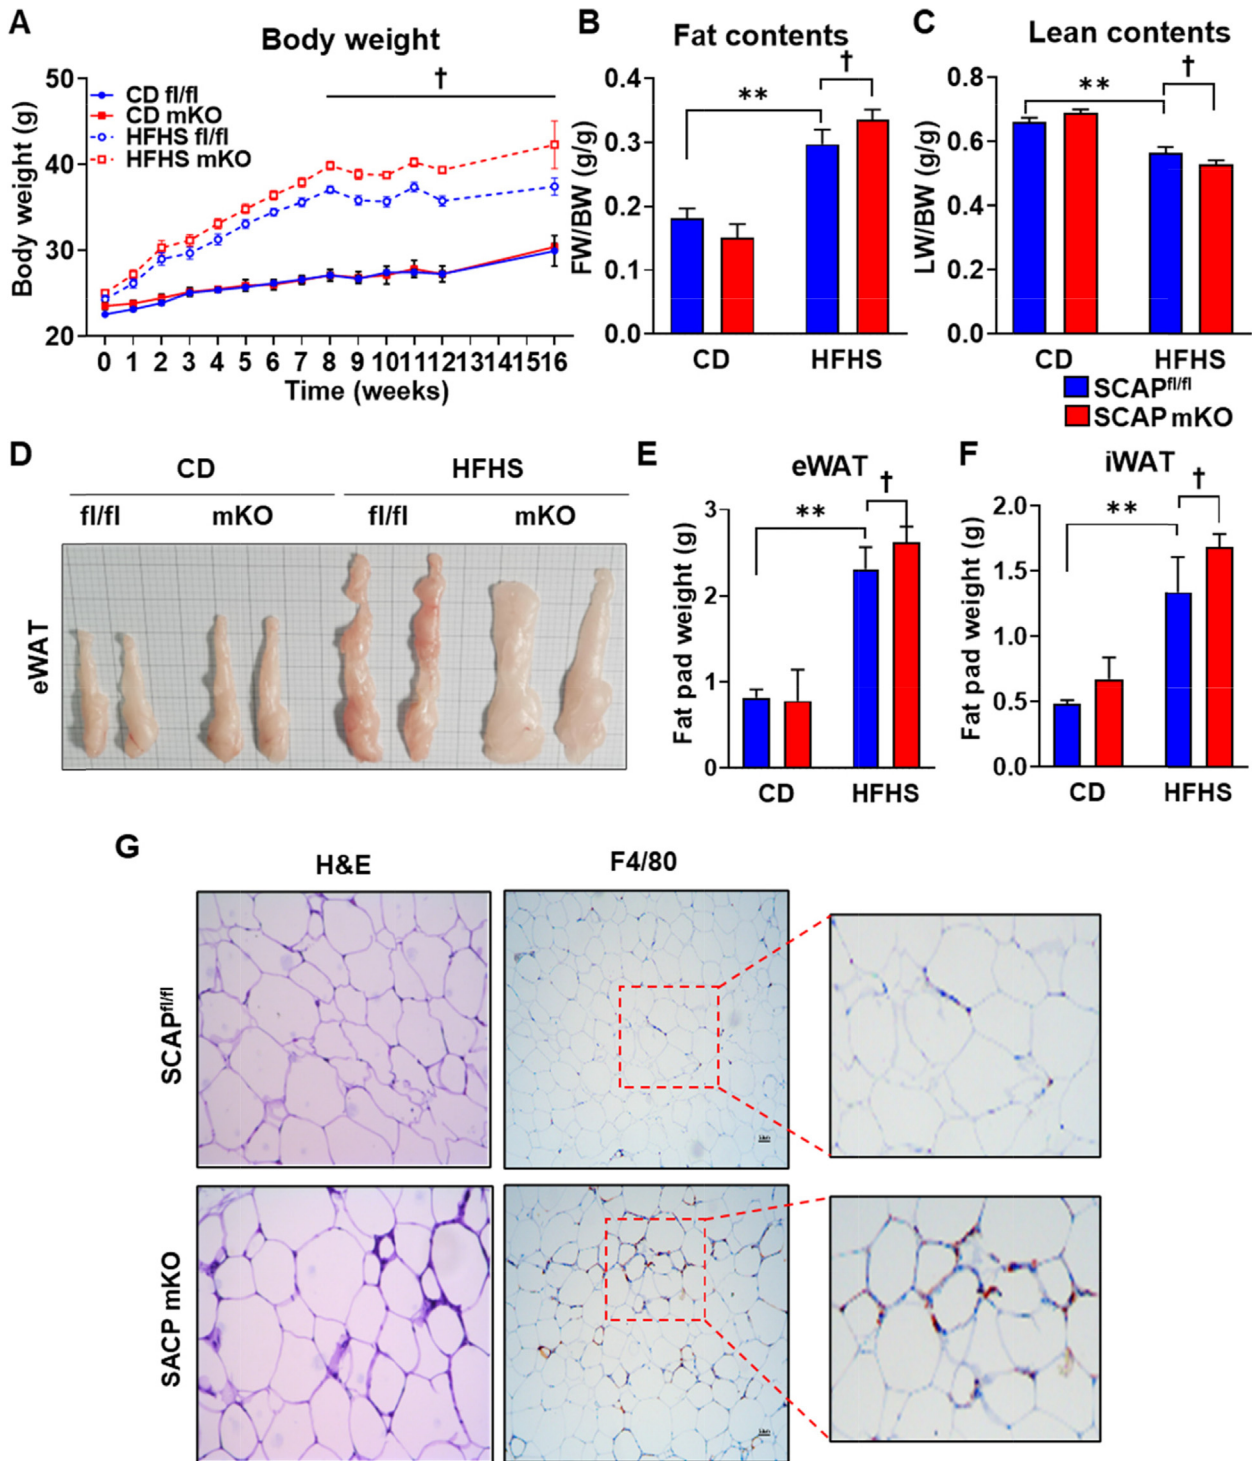 A
Body weight
Body weight (g)
50
40
30
20
CD fl/fl
CD mKO
HFHS fl/fl
HFHS mKO
†
0 1 2 3 4 5 6 7 8 9 10 11 12 13 14 15 16
Time (weeks)
B
Fat contents
FW/BW (g/g)
0.4
0.3
0.2
0.1
0.0
**
†
CD HFHS
C
Lean contents
LW/BW (g/g)
0.8
0.6
0.4
0.2
0.0
**
†
CD HFHS
SCAPfl/fl
SCAP mKO
D
CD HFHS
fl/fl mKO fl/fl mKO
eWAT
E
eWAT
Fat pad weight (g)
3
2
1
0
**
†
CD HFHS
F
iWAT
Fat pad weight (g)
2.0
1.5
1.0
0.5
0.0
**
†
CD HFHS
G
H&E F4/80
SCAPfl/fl
SACP mKO